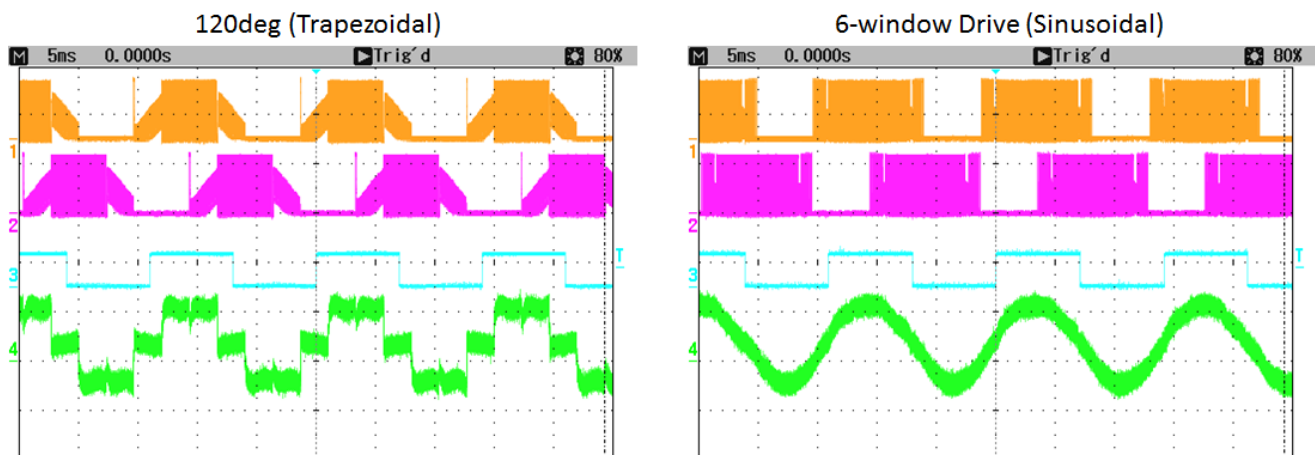 120deg (Trapezoidal)
M 5ms 0.0000s Trig'd 80%
1
2
3
T
4
6-window Drive (Sinusoidal)
M 5ms 0.0000s Trig'd 80%
1
2
3
T
4